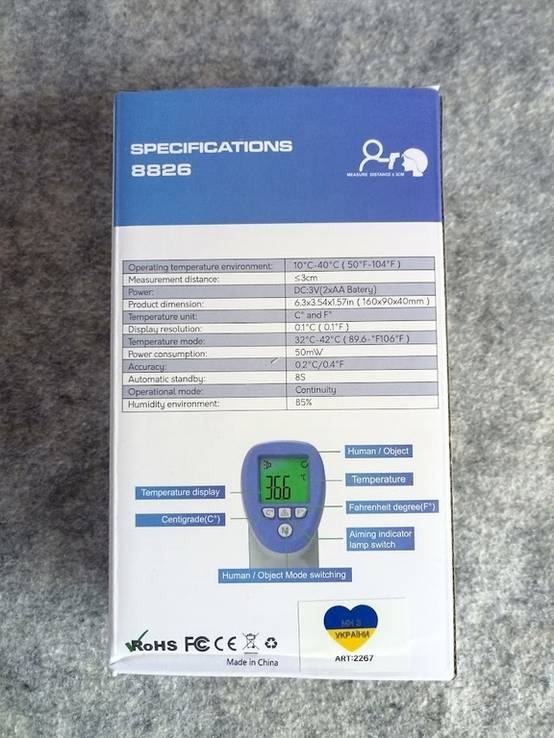 SPECIFICATIONS
8826
MEASURE DISTANCE ≤ 3CM
Operating temperature environment: 10°C-40°C ( 50°F-104°F )
Measurement distance: ≤3cm
Power: DC:3V(2xAA Batery)
Product dimension: 6.3x3.54x1.57in ( 160x90x40mm )
Temperature unit: C° and F°
Display resolution: 0.1°C ( 0.1°F )
Temperature mode: 32°C-42°C ( 89.6-°F106°F )
Power consumption: 50mW
Accuracy: 0.2°C/0.4°F
Automatic standby: 8S
Operational mode: Continuity
Humidity environment: 85%
Human / Object
°C
36.6
Temperature
Temperature display
Fahrenheit degree(F°)
Centigrade(C°)
Aiming indicator
lamp switch
Human / Object Mode switching
МИ З
УКРАЇНИ
RoHS FC CE
ART:2267
Made in China